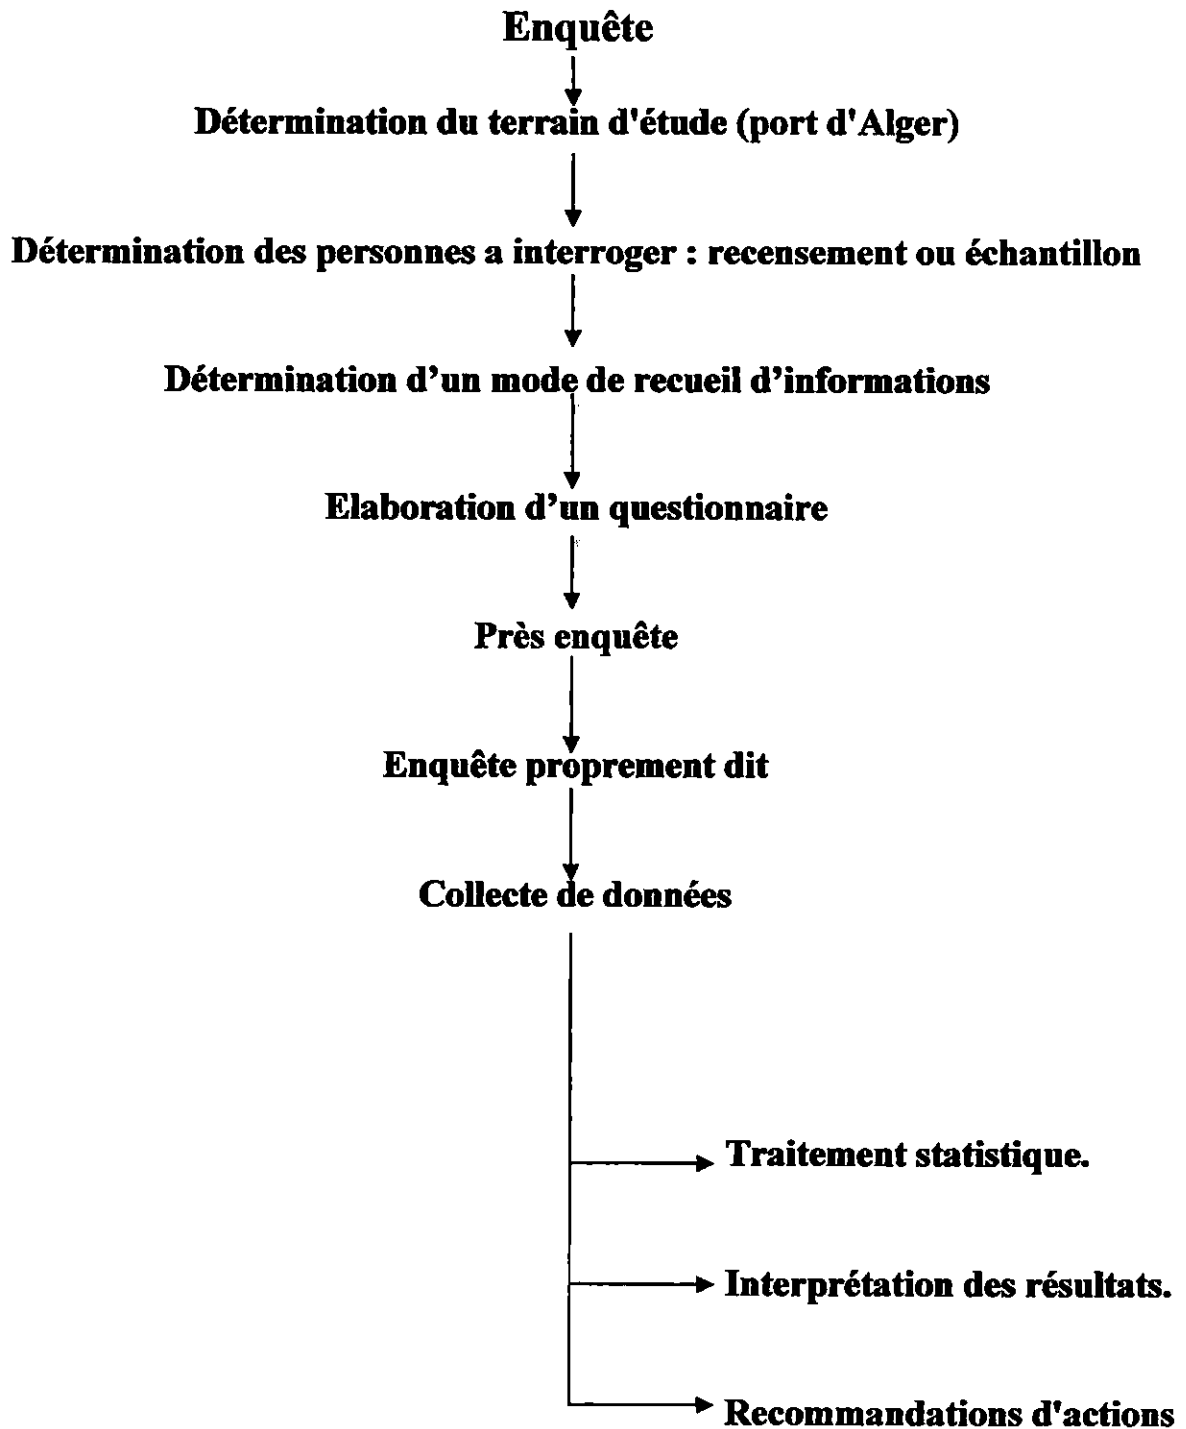 Enquête
Détermination du terrain d'étude (port d'Alger)
Détermination des personnes a interroger : recensement ou échantillon
Détermination d’un mode de recueil d’informations
Elaboration d’un questionnaire
Près enquête
Enquête proprement dit
Collecte de données
Traitement statistique.
Interprétation des résultats.
Recommandations d'actions